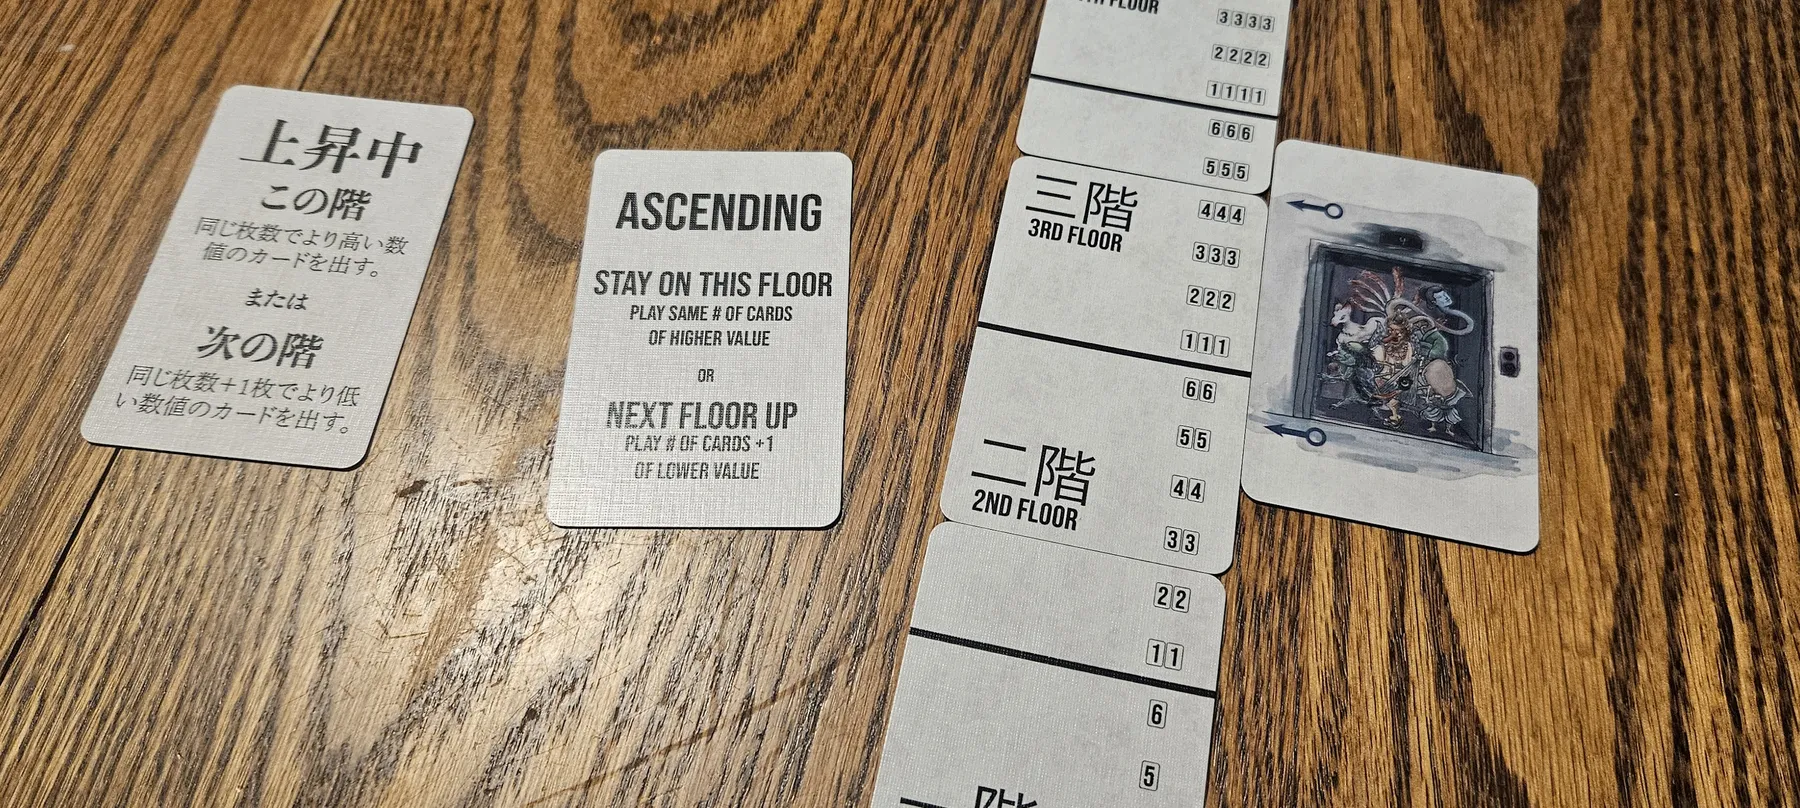 上昇中
この階
同じ枚数でより高い数
値のカードを出す。
または
次の階
同じ枚数+1枚でより低
い数値のカードを出す。
ASCENDING
STAY ON THIS FLOOR
PLAY SAME # OF CARDS
OF HIGHER VALUE
OR
NEXT FLOOR UP
PLAY # OF CARDS +1
OF LOWER VALUE
FLOOR
3333
2222
1111
666
555
三階
3RD FLOOR
444
333
222
111
66
55
二階
2ND FLOOR
44
33
22
11
6
5
階